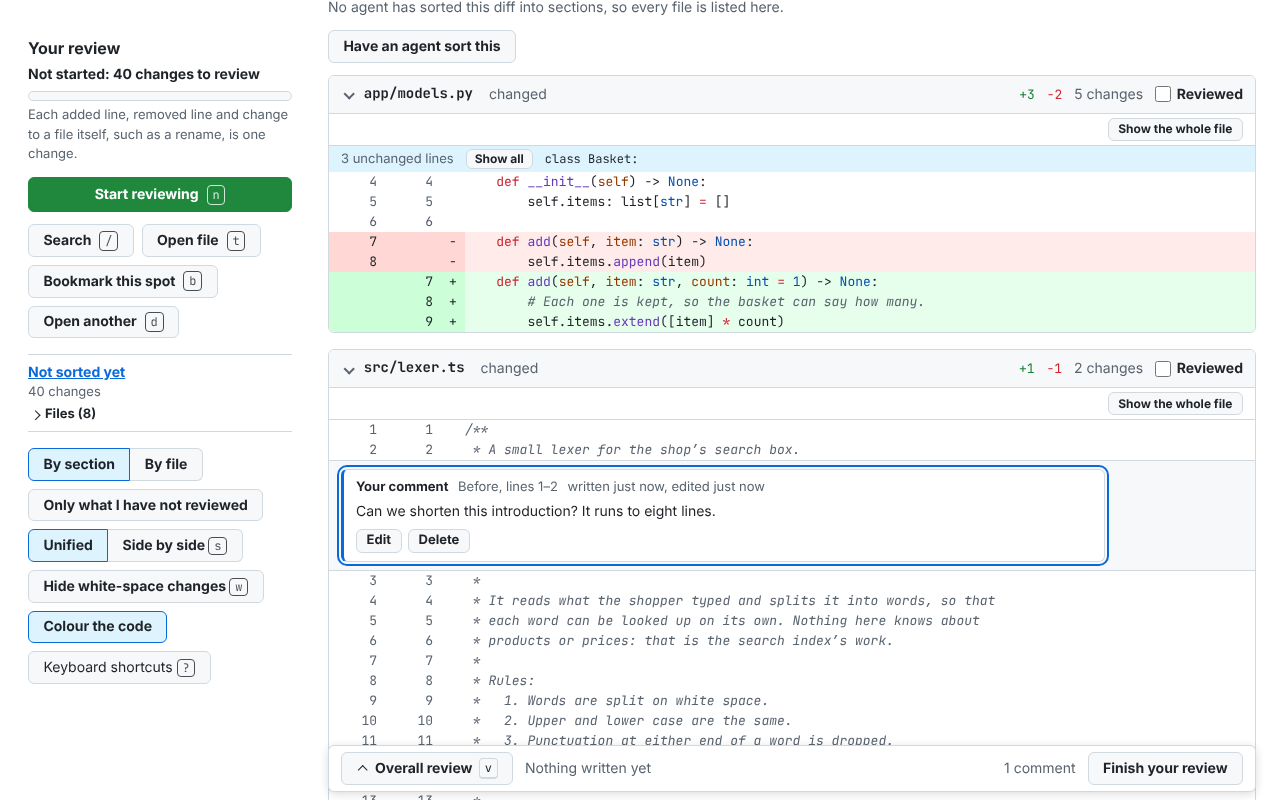 No agent has sorted this diff into sections, so every file is listed here.
Have an agent sort this
Your review
Not started: 40 changes to review
Each added line, removed line and change
to a file itself, such as a rename, is one
change.
Start reviewing n
Search / Open file t
Bookmark this spot b
Open another d
Not sorted yet
40 changes
Files (8)
By section By file
Only what I have not reviewed
Unified Side by side s
Hide white-space changes w
Colour the code
Keyboard shortcuts ?
app/models.py changed +3 -2 5 changes Reviewed
Show the whole file
3 unchanged lines Show all class Basket:
4 4 def __init__(self) -> None:
5 5 self.items: list[str] = []
6 6
7 - def add(self, item: str) -> None:
8 - self.items.append(item)
7 + def add(self, item: str, count: int = 1) -> None:
8 + # Each one is kept, so the basket can say how many.
9 + self.items.extend([item] * count)
src/lexer.ts changed +1 -1 2 changes Reviewed
Show the whole file
1 1 /**
2 2 * A small lexer for the shop’s search box.
Your comment Before, lines 1–2 written just now, edited just now
Can we shorten this introduction? It runs to eight lines.
Edit Delete
3 3 *
4 4 * It reads what the shopper typed and splits it into words, so that
5 5 * each word can be looked up on its own. Nothing here knows about
6 6 * products or prices: that is the search index’s work.
7 7 *
8 8 * Rules:
9 9 * 1. Words are split on white space.
10 10 * 2. Upper and lower case are the same.
11 11 * 3. Punctuation at either end of a word is dropped.
Overall review v Nothing written yet 1 comment Finish your review
13 13 *